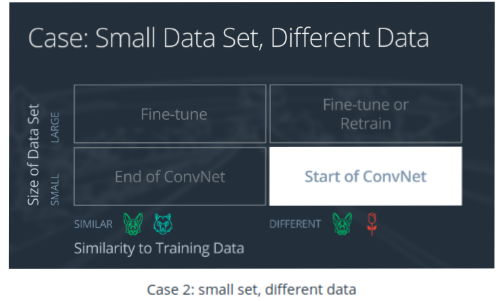 Case: Small Data Set, Different Data
Size of Data Set
LARGE
SMALL
Fine-tune
Fine-tune or
Retrain
End of ConvNet
Start of ConvNet
SIMILAR
DIFFERENT
Similarity to Training Data
Case 2: small set, different data